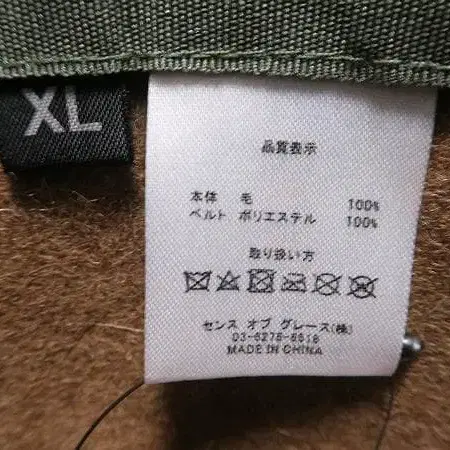 XL
品質表示
本体 毛 100%
ベルト ポリエステル 100%
取り扱い方
センス オブ グレース(株)
03-6276-6618
MADE IN CHINA